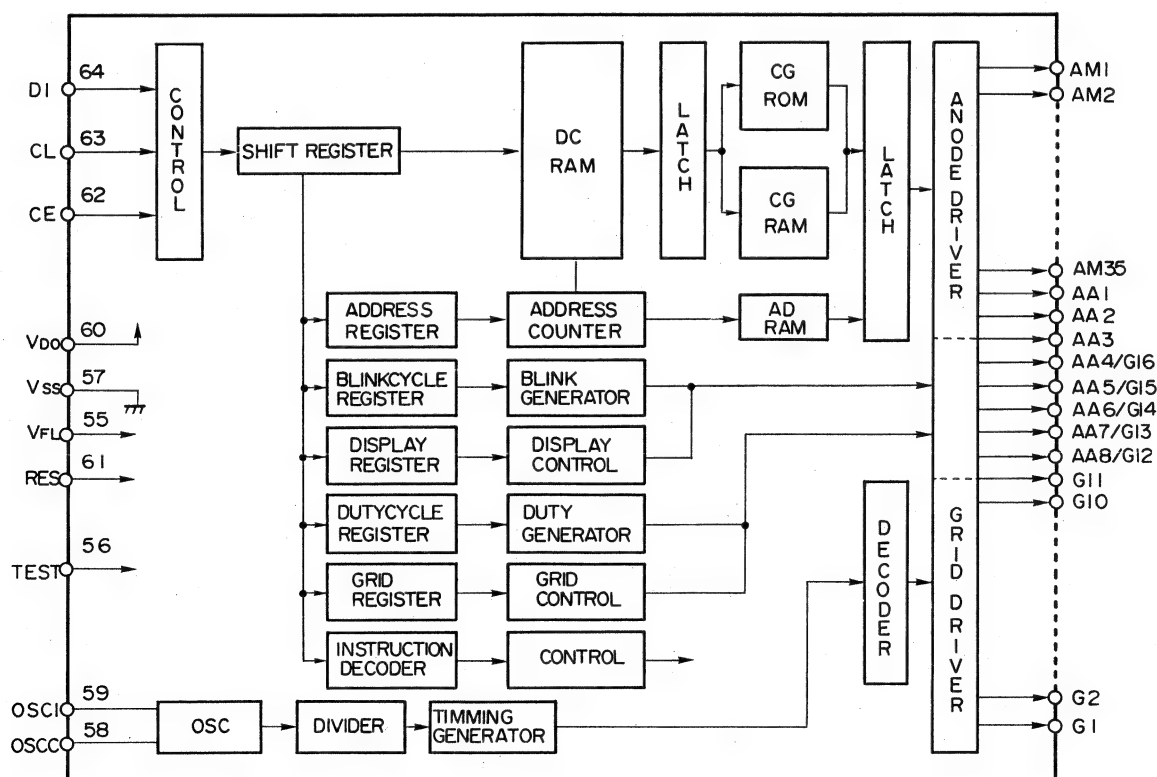 DI
64
CL
63
CE
62
VDO
60
VSS
57
VFL
55
RES
61
TEST
56
OSCI
59
OSCC
58
CONTROL
SHIFT REGISTER
DC
RAM
LATCH
CG
ROM
CG
RAM
LATCH
ANODE DRIVER
ADDRESS
REGISTER
ADDRESS
COUNTER
AD
RAM
BLINKCYCLE
REGISTER
BLINK
GENERATOR
DISPLAY
REGISTER
DISPLAY
CONTROL
DUTYCYCLE
REGISTER
DUTY
GENERATOR
GRID
REGISTER
GRID
CONTROL
INSTRUCTION
DECODER
CONTROL
OSC
DIVIDER
TIMMING
GENERATOR
DECODER
GRID DRIVER
AM1
AM2
AM35
AA1
AA2
AA3
AA4/G16
AA5/G15
AA6/G14
AA7/G13
AA8/G12
G11
G10
G2
G1